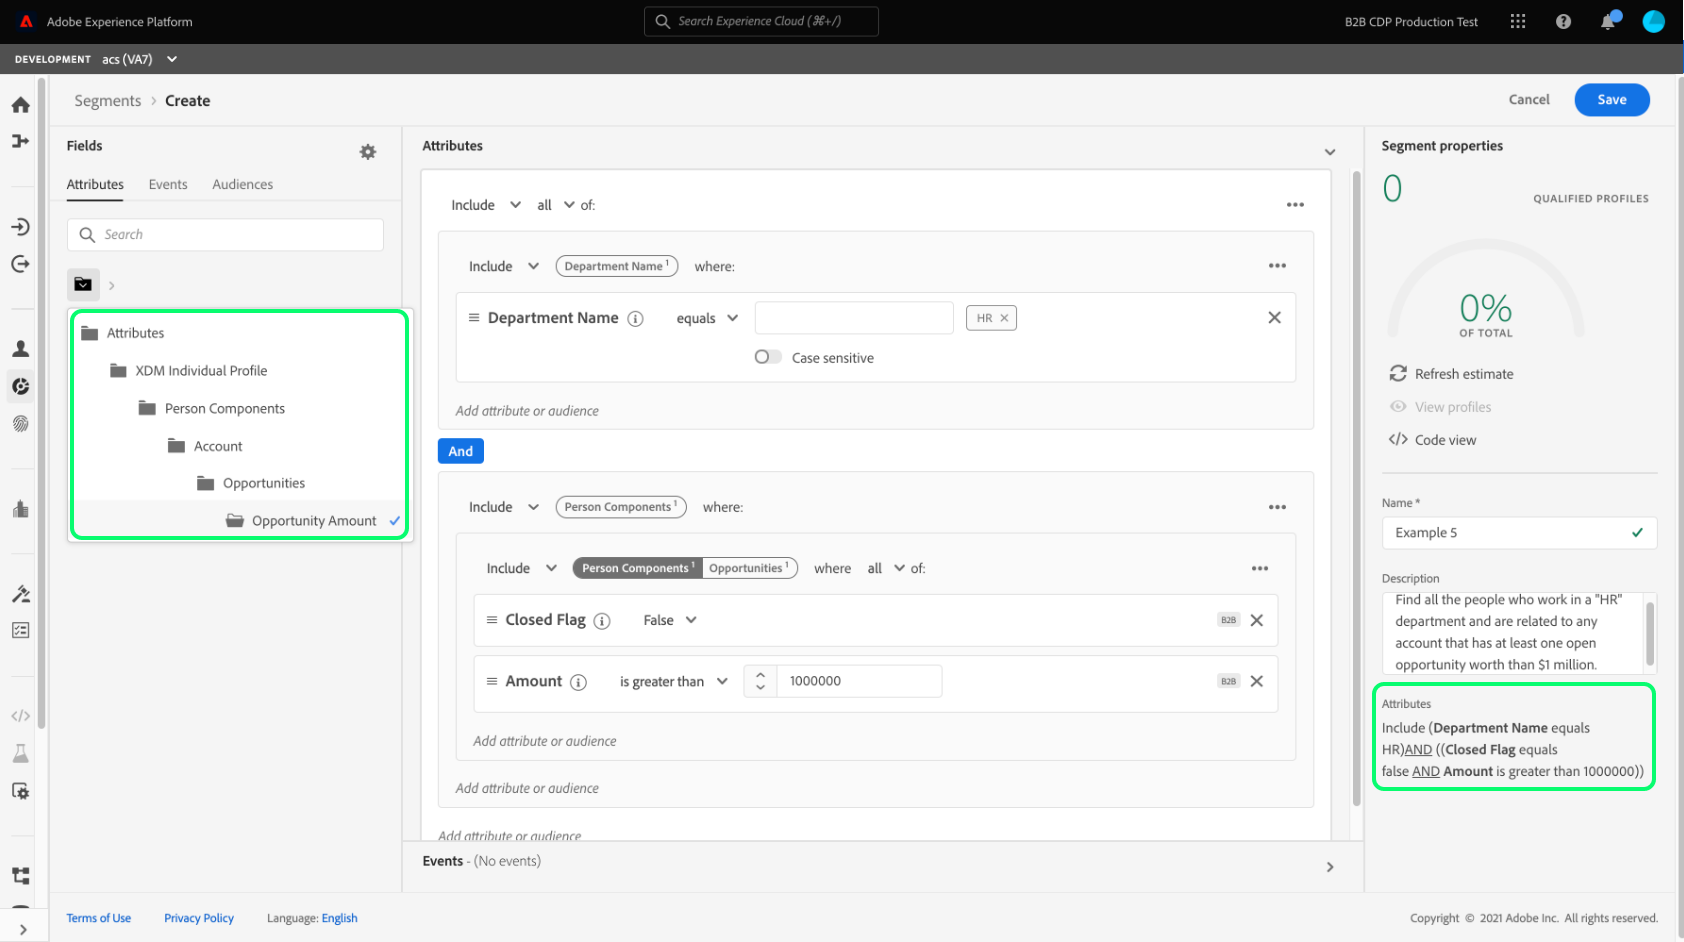 Adobe Experience Platform
Search Experience Cloud (⌘+/)
B2B CDP Production Test
DEVELOPMENT acs (VA7)
Segments > Create
Cancel
Save
Fields
Attributes
Events
Audiences
Search
Attributes
XDM Individual Profile
Person Components
Account
Opportunities
Opportunity Amount
Attributes
Include all of:
Include Department Name 1 where:
Department Name equals HR
Case sensitive
Add attribute or audience
And
Include Person Components 1 where:
Include Person Components 1 Opportunities 1 where all of:
Closed Flag False B2B
Amount is greater than 1000000 B2B
Add attribute or audience
Add attribute or audience
Add attribute or audience
Events - (No events)
Segment properties
0
QUALIFIED PROFILES
0%
OF TOTAL
Refresh estimate
View profiles
</> Code view
Name *
Example 5
Description
Find all the people who work in a "HR"
department and are related to any
account that has at least one open
opportunity worth than $1 million.
Attributes
Include (Department Name equals
HR)AND ((Closed Flag equals
false AND Amount is greater than 1000000))
Terms of Use
Privacy Policy
Language: English
Copyright © 2021 Adobe Inc. All rights reserved.